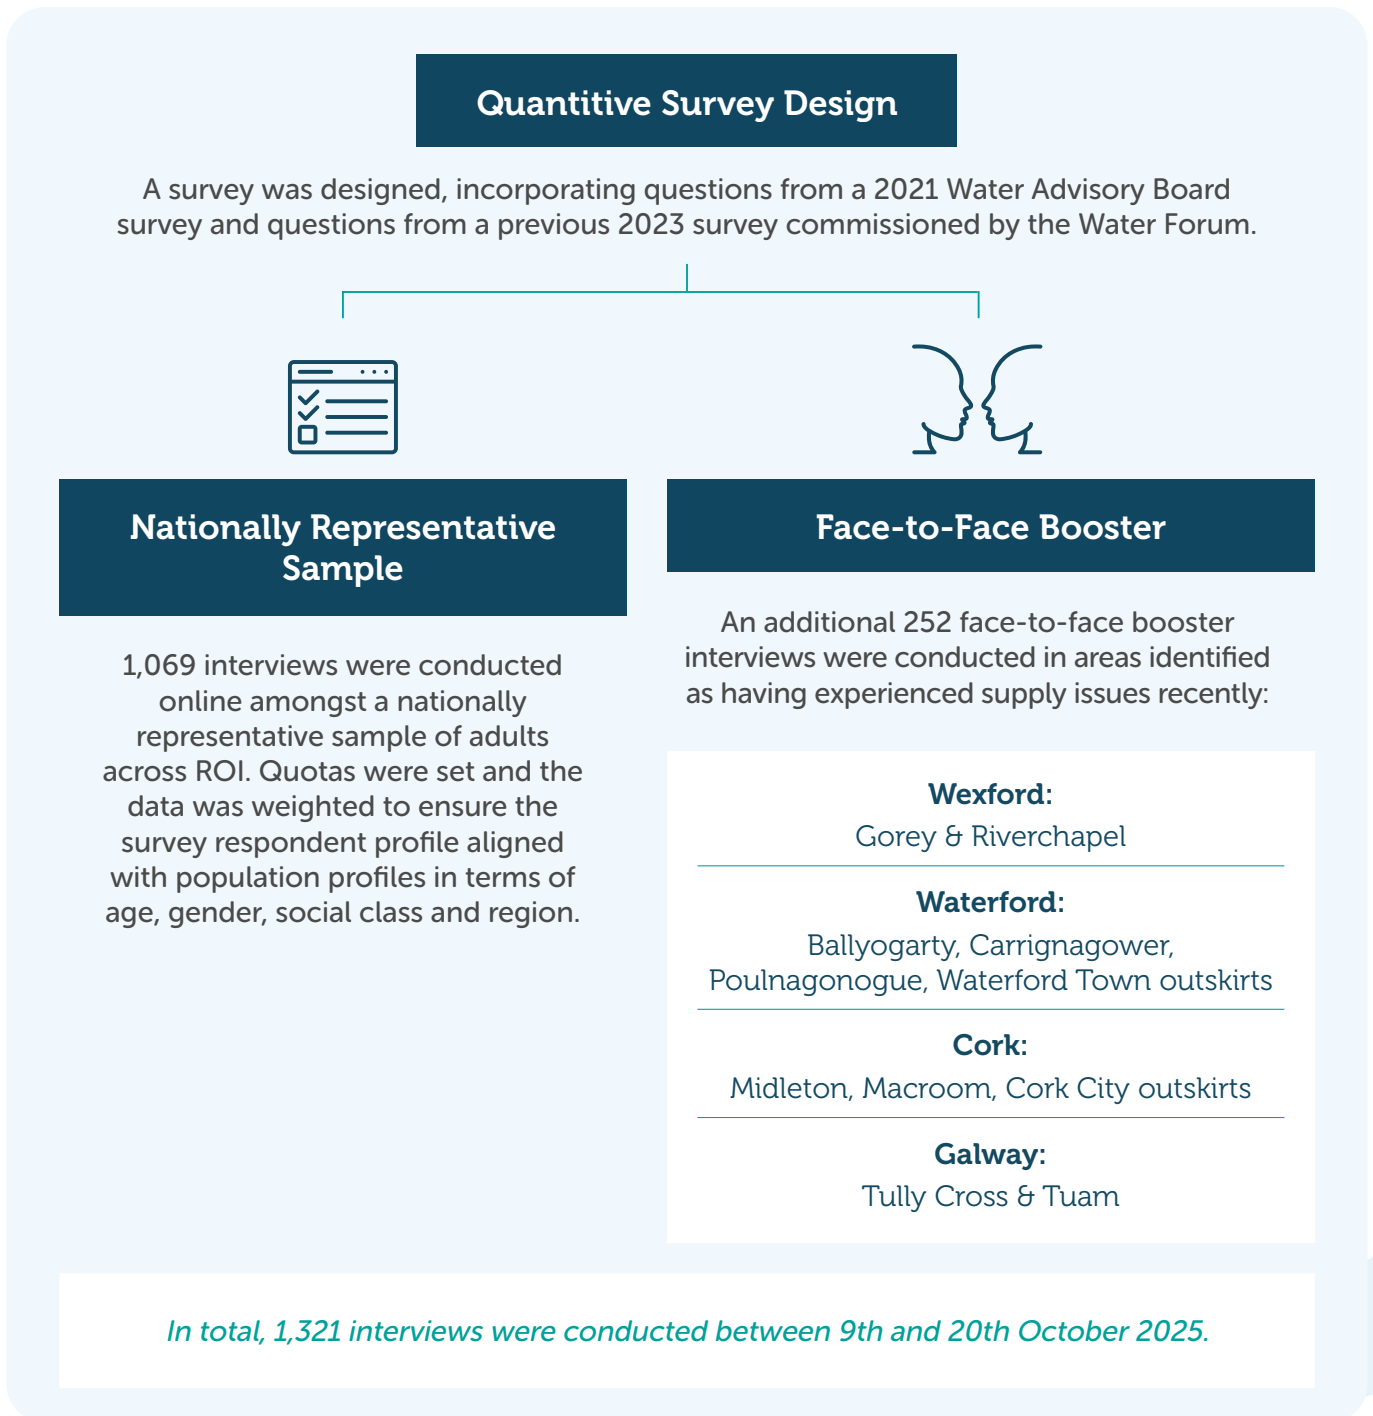 Quantitive Survey Design
A survey was designed, incorporating questions from a 2021 Water Advisory Board
survey and questions from a previous 2023 survey commissioned by the Water Forum.
Nationally Representative
Sample
1,069 interviews were conducted
online amongst a nationally
representative sample of adults
across ROI. Quotas were set and the
data was weighted to ensure the
survey respondent profile aligned
with population profiles in terms of
age, gender, social class and region.
Face-to-Face Booster
An additional 252 face-to-face booster
interviews were conducted in areas identified
as having experienced supply issues recently:
Wexford:
Gorey & Riverchapel
Waterford:
Ballyogarty, Carrignagower,
Poulnagonogue, Waterford Town outskirts
Cork:
Midleton, Macroom, Cork City outskirts
Galway:
Tully Cross & Tuam
In total, 1,321 interviews were conducted between 9th and 20th October 2025.